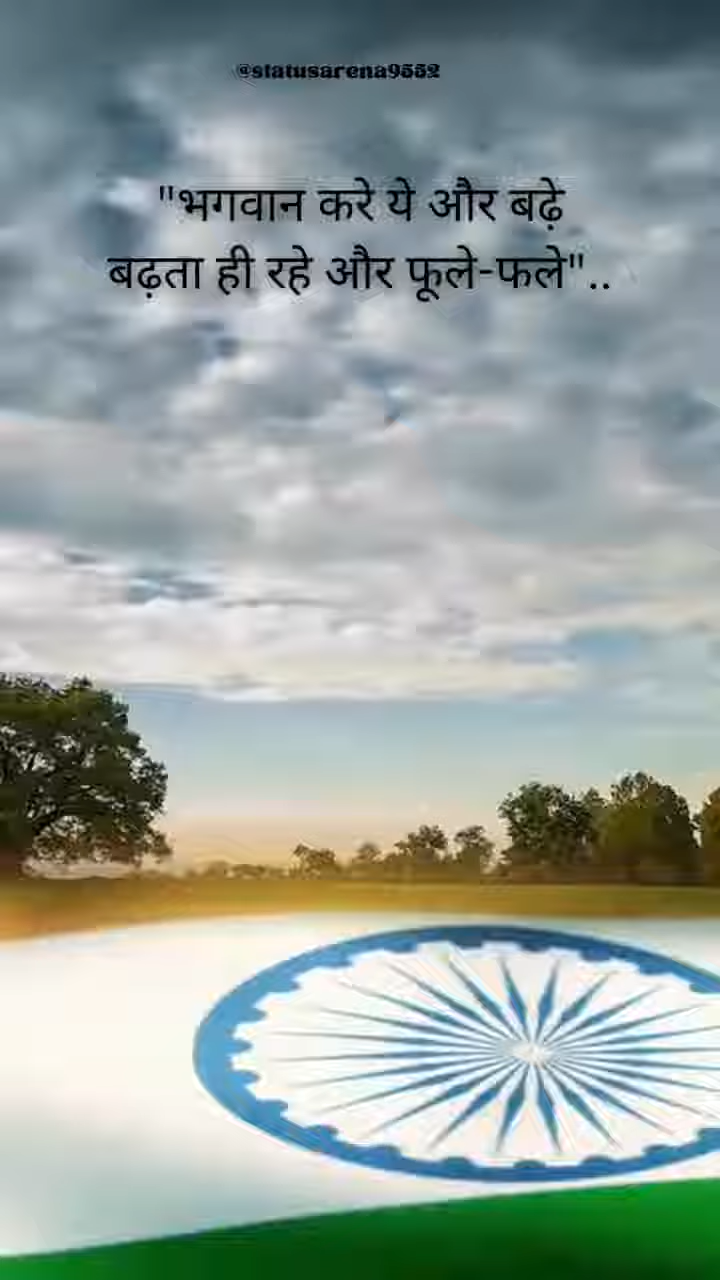 @statusarena9552
"भगवान करे ये और बढ़े
बढ़ता ही रहे और फूले-फले"..